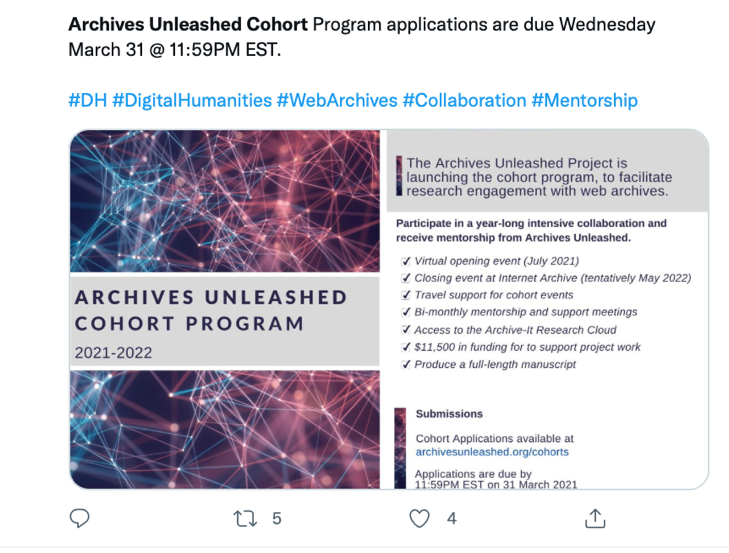 Archives Unleashed Cohort Program applications are due Wednesday
March 31 @ 11:59PM EST.
#DH #DigitalHumanities #WebArchives #Collaboration #Mentorship
ARCHIVES UNLEASHED
COHORT PROGRAM
2021-2022
The Archives Unleashed Project is
launching the cohort program, to facilitate
research engagement with web archives.
Participate in a year-long intensive collaboration and
receive mentorship from Archives Unleashed.
✓ Virtual opening event (July 2021)
✓ Closing event at Internet Archive (tentatively May 2022)
✓ Travel support for cohort events
✓ Bi-monthly mentorship and support meetings
✓ Access to the Archive-It Research Cloud
✓ $11,500 in funding for to support project work
✓ Produce a full-length manuscript
Submissions
Cohort Applications available at
archivesunleashed.org/cohorts
Applications are due by
11:59PM EST on 31 March 2021
5
4